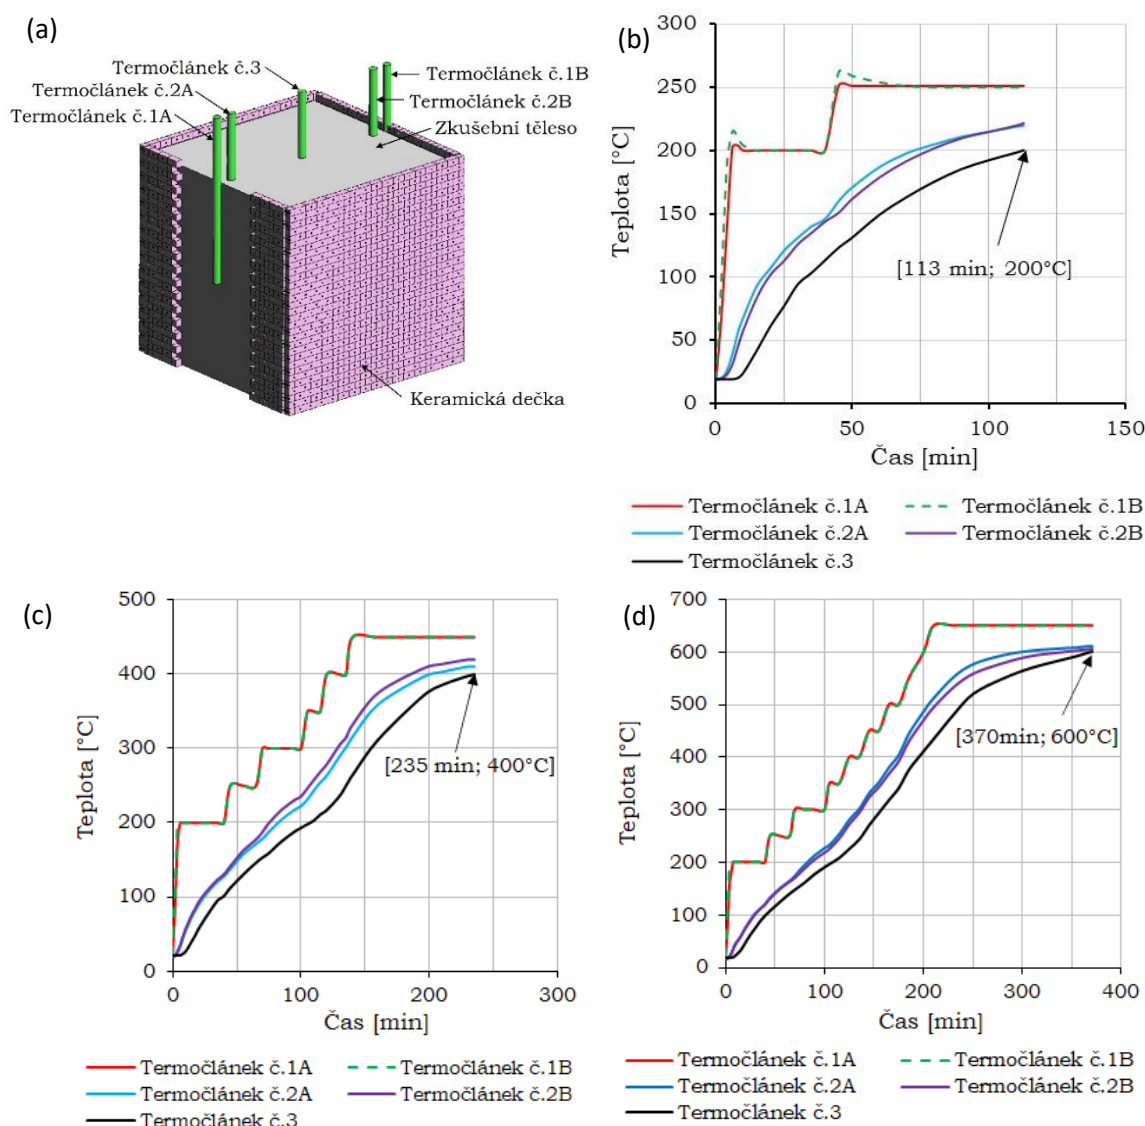 (a)
Termočlánek č.3
Termočlánek č.2A
Termočlánek č.1A
Termočlánek č.1B
Termočlánek č.2B
Zkušební těleso
Keramická dečka
(b)
Teplota [°C]
300
250
200
150
100
50
0
[113 min; 200°C]
0 50 100 150
Čas [min]
Termočlánek č.1A Termočlánek č.1B
Termočlánek č.2A Termočlánek č.2B
Termočlánek č.3
(c)
Teplota [°C]
500
400
300
200
100
0
[235 min; 400°C]
0 100 200 300
Čas [min]
Termočlánek č.1A Termočlánek č.1B
Termočlánek č.2A Termočlánek č.2B
Termočlánek č.3
(d)
Teplota [°C]
700
600
500
400
300
200
100
0
[370min; 600°C]
0 100 200 300 400
Čas [min]
Termočlánek č.1A Termočlánek č.1B
Termočlánek č.2A Termočlánek č.2B
Termočlánek č.3